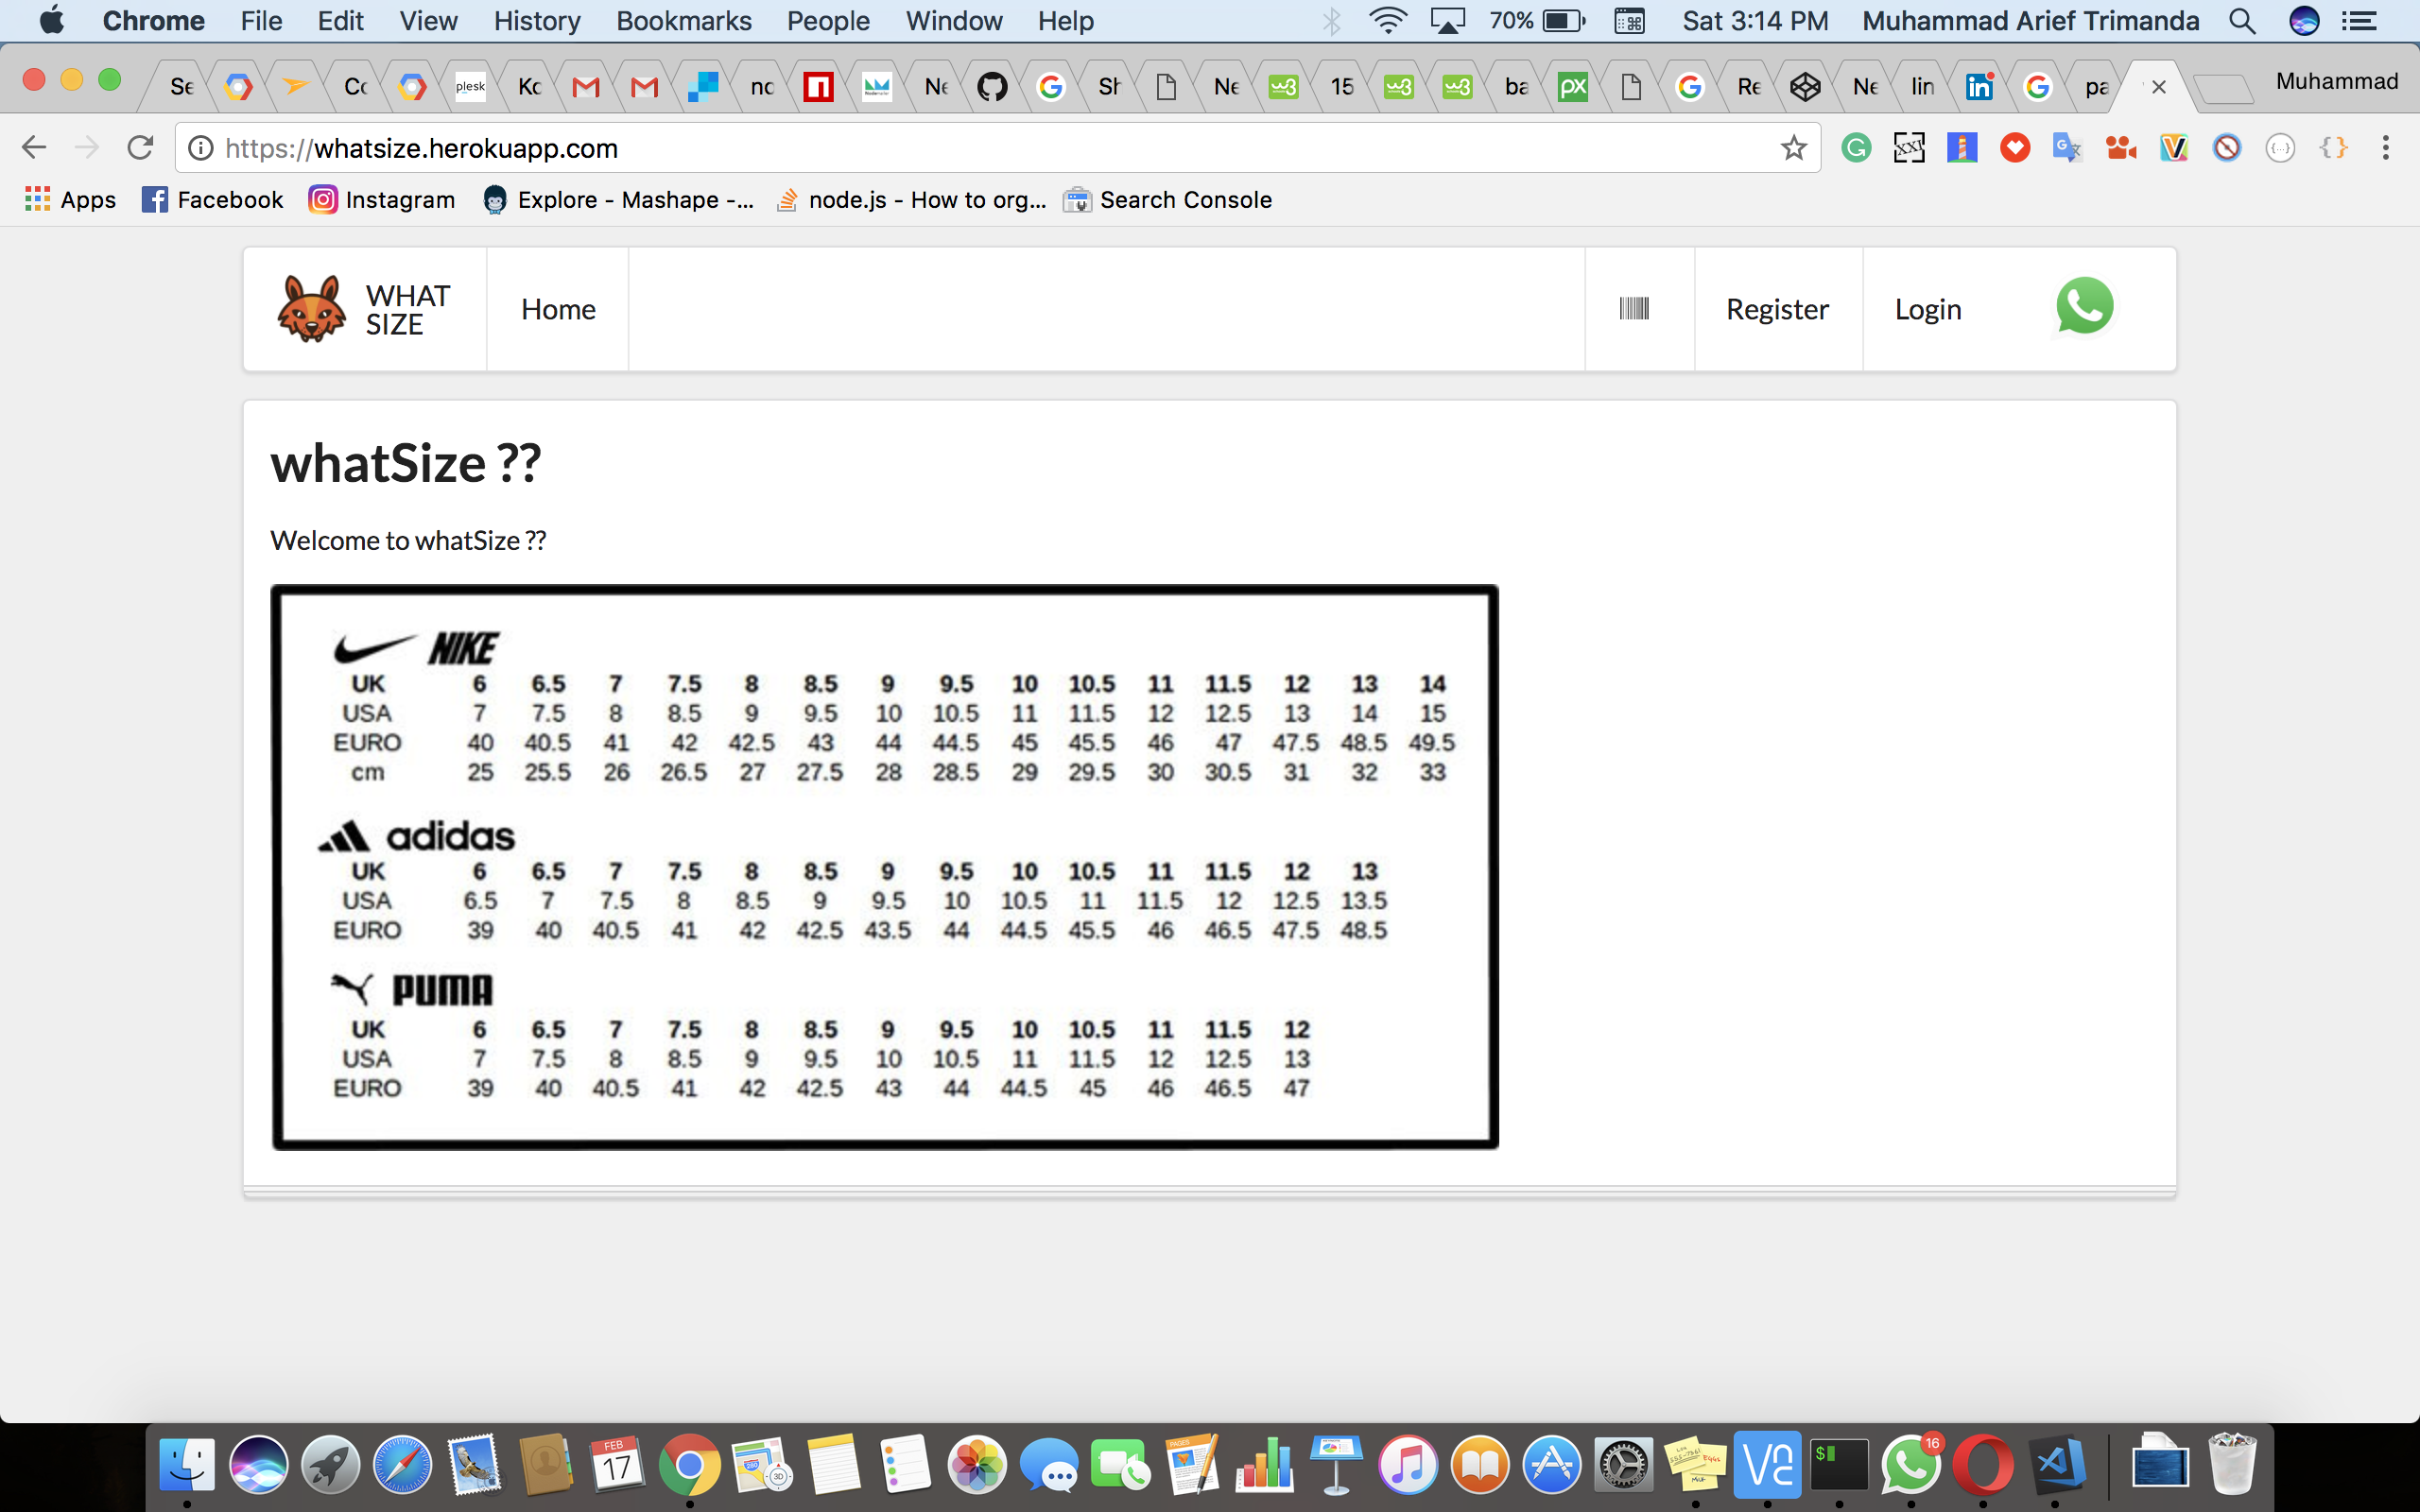 Chrome File Edit View History Bookmarks People Window Help 70% Sat 3:14 PM Muhammad Arief Trimanda
Se Cc plesk Kc nc Ne Sh Ne w3 15 w3 w3 ba px Re Ne lin in pa Muhammad
https://whatsize.herokuapp.com
Apps Facebook Instagram Explore - Mashape -... node.js - How to org... Search Console
WHAT
SIZE
Home Register Login
whatSize ??
Welcome to whatSize ??
NIKE
UK 6 6.5 7 7.5 8 8.5 9 9.5 10 10.5 11 11.5 12 13 14
USA 7 7.5 8 8.5 9 9.5 10 10.5 11 11.5 12 12.5 13 14 15
EURO 40 40.5 41 42 42.5 43 44 44.5 45 45.5 46 47 47.5 48.5 49.5
cm 25 25.5 26 26.5 27 27.5 28 28.5 29 29.5 30 30.5 31 32 33
adidas
UK 6 6.5 7 7.5 8 8.5 9 9.5 10 10.5 11 11.5 12 13
USA 6.5 7 7.5 8 8.5 9 9.5 10 10.5 11 11.5 12 12.5 13.5
EURO 39 40 40.5 41 42 42.5 43.5 44 44.5 45.5 46 46.5 47.5 48.5
PUMA
UK 6 6.5 7 7.5 8 8.5 9 9.5 10 10.5 11 11.5 12
USA 7 7.5 8 8.5 9 9.5 10 10.5 11 11.5 12 12.5 13
EURO 39 40 40.5 41 42 42.5 43 44 44.5 45 46 46.5 47
FEB
17
PAGES
16